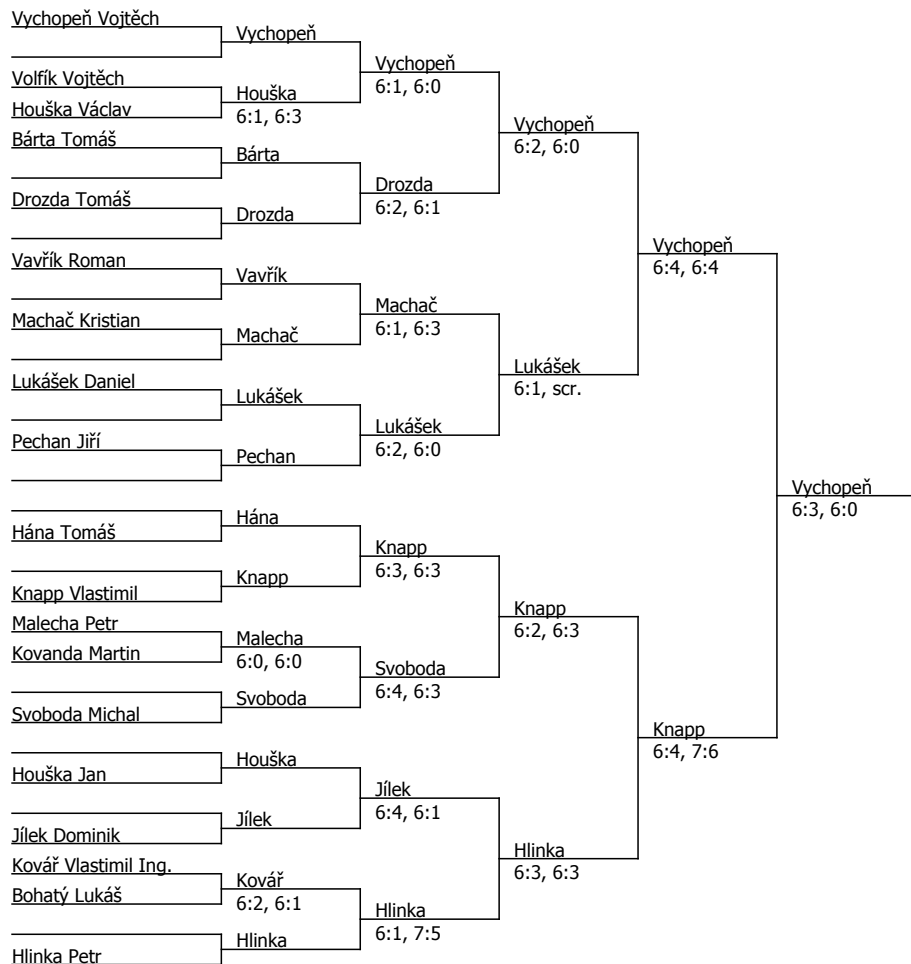 Vychopeň Vojtěch
Vychopeň
Vychopeň
6:1, 6:0
Volfík Vojtěch
Houška
Houška Václav
6:1, 6:3
Vychopeň
6:2, 6:0
Bárta Tomáš
Bárta
Drozda
6:2, 6:1
Drozda Tomáš
Drozda
Vychopeň
6:4, 6:4
Vavřík Roman
Vavřík
Machač
6:1, 6:3
Machač Kristian
Machač
Lukášek
6:1, scr.
Lukášek Daniel
Lukášek
Lukášek
6:2, 6:0
Pechan Jiří
Pechan
Vychopeň
6:3, 6:0
Hána
Hána Tomáš
Knapp
6:3, 6:3
Knapp
Knapp Vlastimil
Knapp
6:2, 6:3
Malecha Petr
Malecha
Kovanda Martin
6:0, 6:0
Svoboda
6:4, 6:3
Svoboda
Svoboda Michal
Knapp
6:4, 7:6
Houška
Houška Jan
Jílek
6:4, 6:1
Jílek
Jílek Dominik
Hlinka
6:3, 6:3
Kovář Vlastimil Ing.
Kovář
Bohatý Lukáš
6:2, 6:1
Hlinka
6:1, 7:5
Hlinka
Hlinka Petr